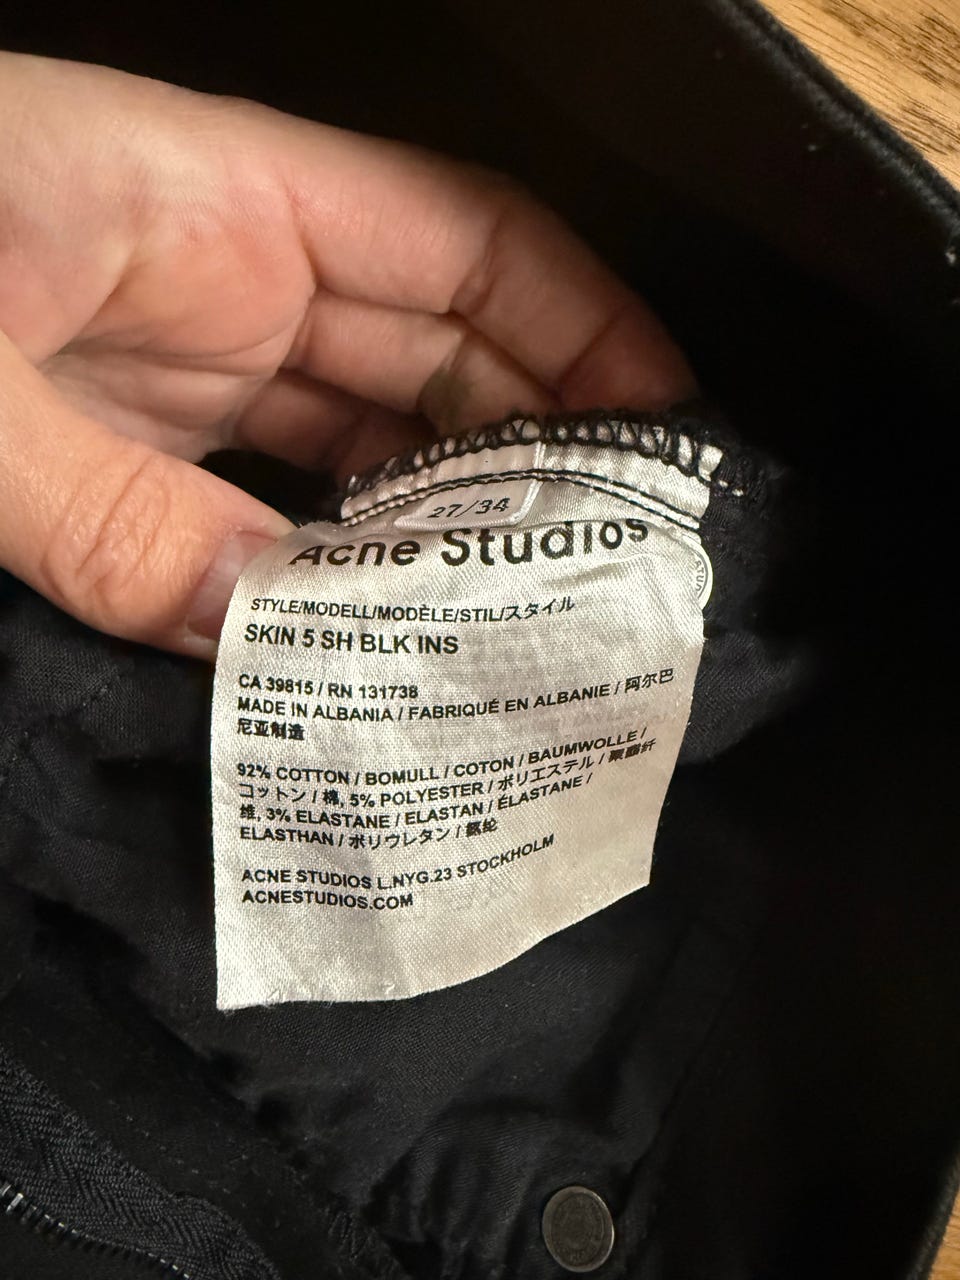 27/34
Acne Studios
STYLE/MODELL/MODÈLE/STIL/スタイル
SKIN 5 SH BLK INS
CA 39815 / RN 131738
MADE IN ALBANIA / FABRIQUÉ EN ALBANIE / 阿尔巴
尼亚制造
92% COTTON / BOMULL / COTON / BAUMWOLLE /
コットン / 棉, 5% POLYESTER / ポリエステル / 聚酯纤
维, 3% ELASTANE / ELASTAN / ÉLASTANE /
ELASTHAN / ポリウレタン / 氨纶
ACNE STUDIOS L.NYG.23 STOCKHOLM
ACNESTUDIOS.COM